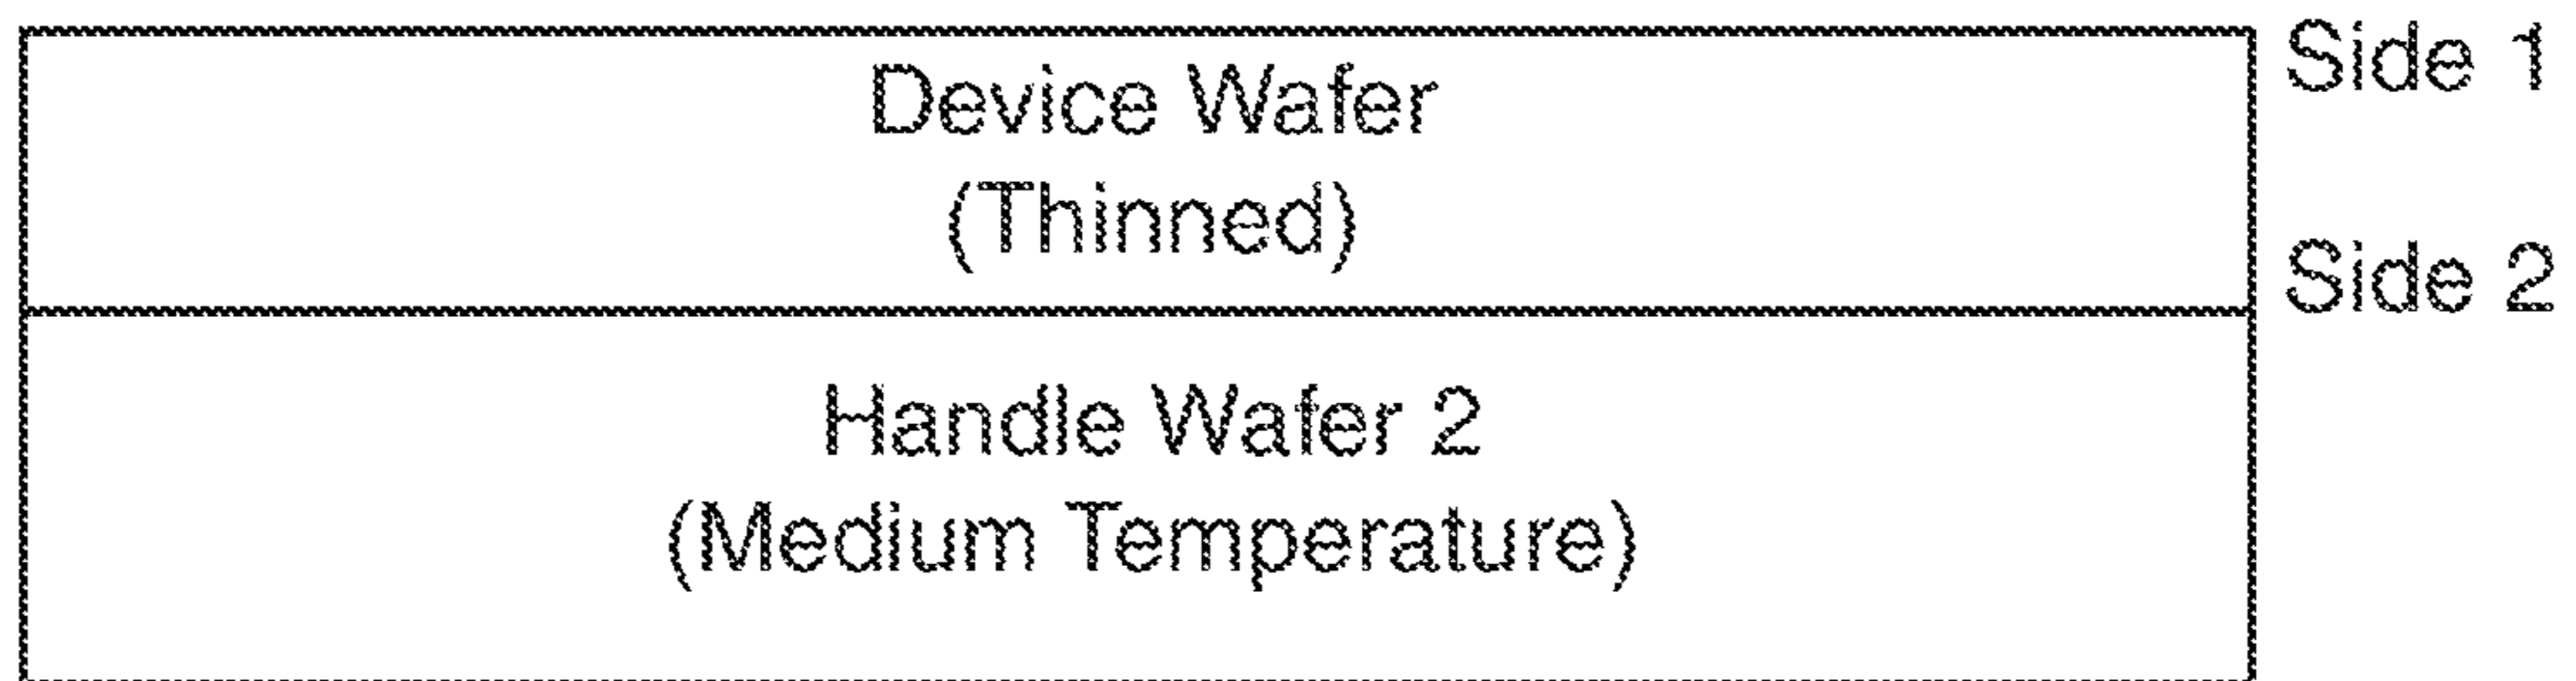 Device Wafer
(Thinned)
Side 1
Side 2
Handle Wafer 2
(Medium Temperature)